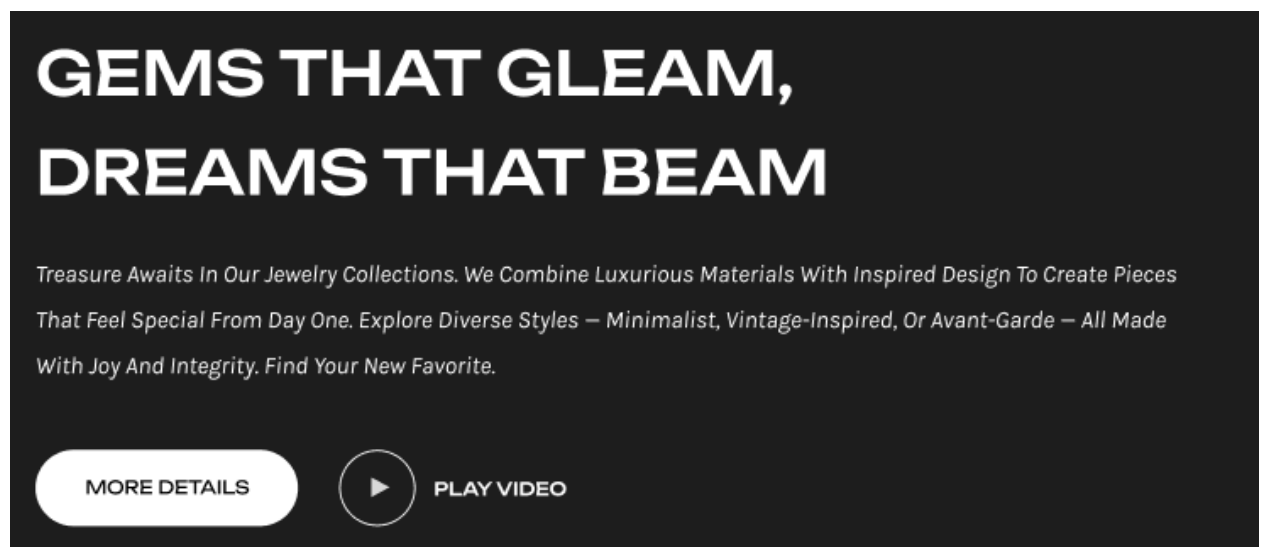 GEMS THAT GLEAM,
DREAMS THAT BEAM
Treasure Awaits In Our Jewelry Collections. We Combine Luxurious Materials With Inspired Design To Create Pieces
That Feel Special From Day One. Explore Diverse Styles — Minimalist, Vintage-Inspired, Or Avant-Garde — All Made
With Joy And Integrity. Find Your New Favorite.
MORE DETAILS
PLAY VIDEO